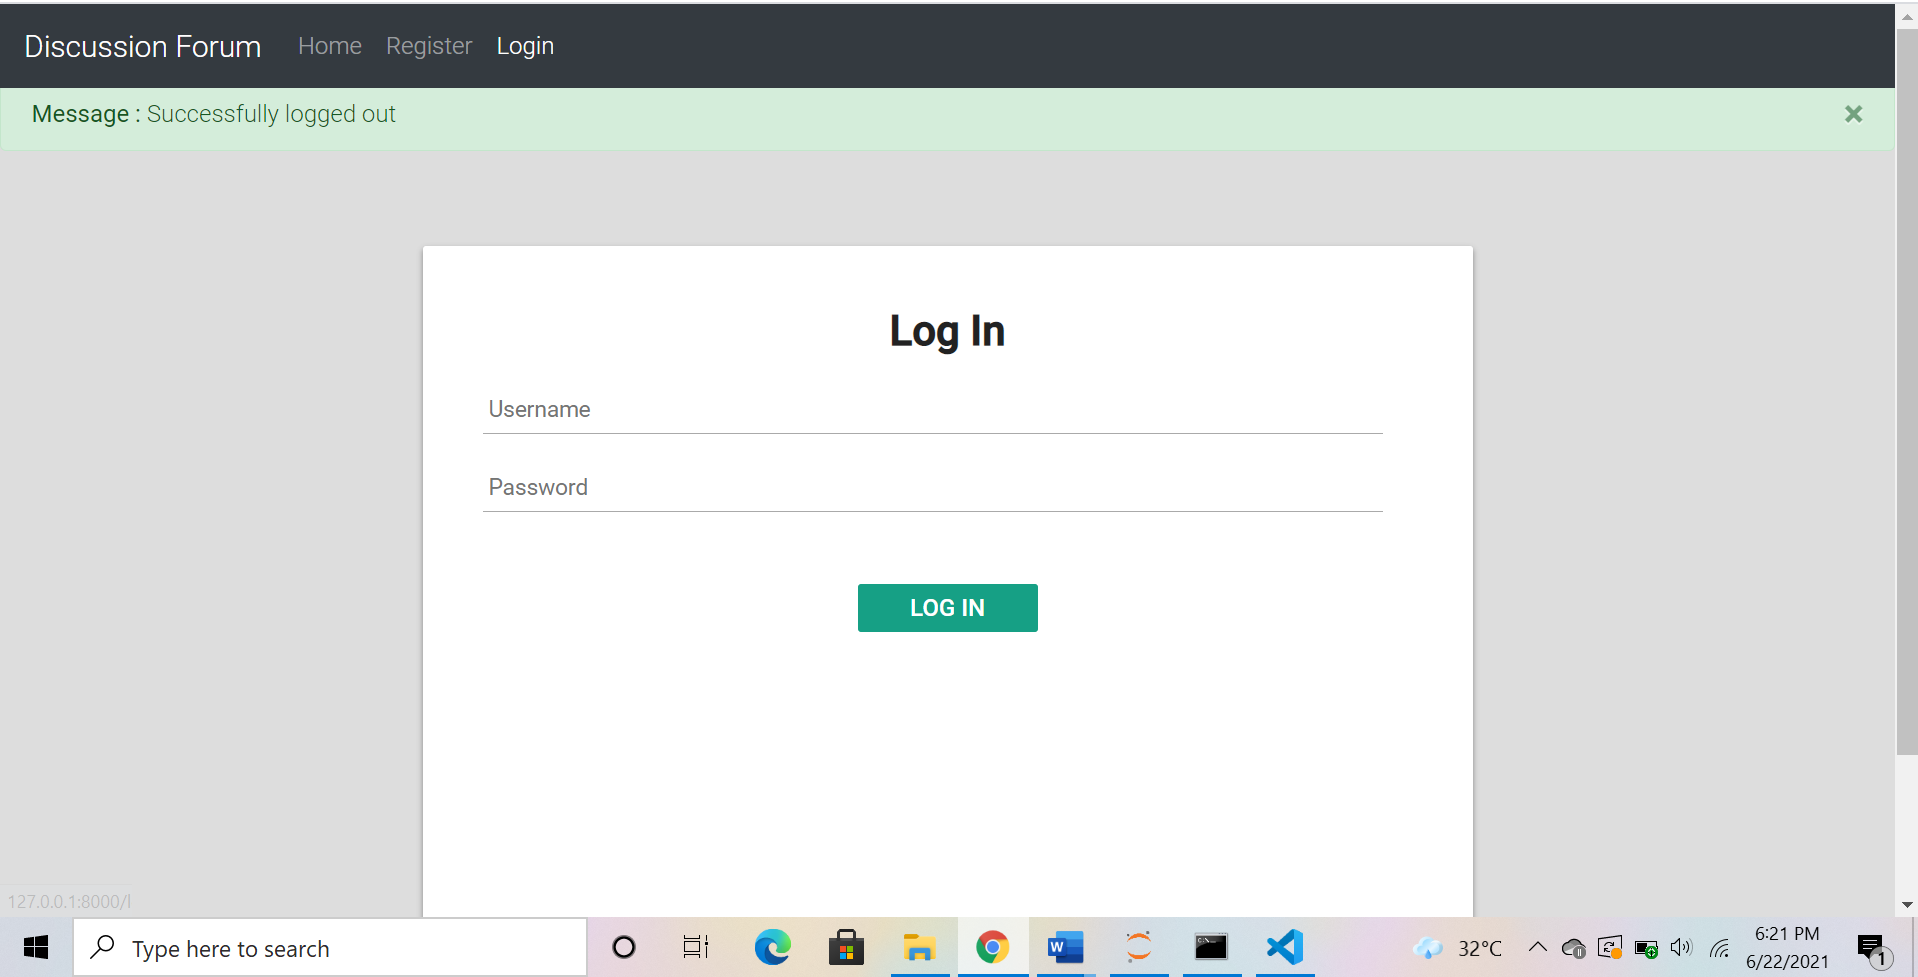 Discussion Forum Home Register Login
Message : Successfully logged out
×
Log In
Username
Password
LOG IN
127.0.0.1:8000/l
Type here to search
W
32°C
6:21 PM
6/22/2021
1